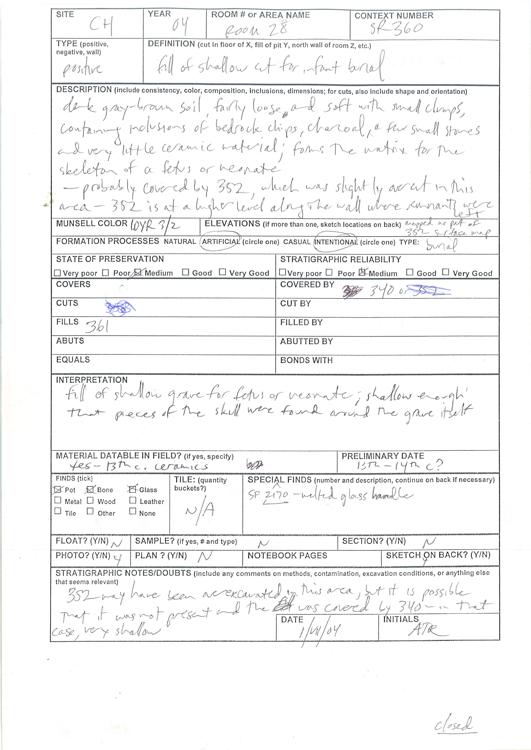 SITE CH YEAR 04 ROOM # OR AREA NAME Room 28 CONTEXT NUMBER SR360
TYPE (positive, negative, wall) positive DEFINITION (cut in floor of X, fill of pit Y, north wall of room Z, etc.) fill of shallow cut for infant burial
DESCRIPTION (include consistency, color, composition, inclusions, dimensions; for cuts, also include shape and orientation)
dark gray-brown soil, fairly loose, and soft with small clumps,
containing inclusions of bedrock chips, charcoal, a few small stones
and very little ceramic material; forms the matrix for the
skeleton of a fetus or neonate
– probably covered by 352, which was slightly overcut in this
area – 352 is at a higher level along the wall where remnants were left
MUNSELL COLOR 10YR 3/2 ELEVATIONS (if more than one, sketch locations on back) mapped as part of 352 surface map
FORMATION PROCESSES NATURAL ARTIFICIAL (circle one) CASUAL INTENTIONAL (circle one) TYPE: burial
STATE OF PRESERVATION STRATIGRAPHIC RELIABILITY
Very poor Poor Medium Good Very Good Very poor Poor Medium Good Very Good
COVERS COVERED BY 340 or 352
CUTS CUT BY
FILLS 361 FILLED BY
ABUTS ABUTTED BY
EQUALS BONDS WITH
INTERPRETATION
fill of shallow grave for fetus or neonate; shallow enough
that pieces of the skull were found around the grave itself
MATERIAL DATABLE IN FIELD? (if yes, specify) yes – 13th c. ceramics PRELIMINARY DATE 13th – 14th c?
FINDS (tick) TILE: (quantity buckets?) N/A SPECIAL FINDS (number and description, continue on back if necessary)
Pot Bone Glass SF 2170 – melted glass handle
Metal Wood Leather
Tile Other None
FLOAT? (Y/N) N SAMPLE? (if yes, # and type) N SECTION? (Y/N) N
PHOTO? (Y/N) Y PLAN? (Y/N) N NOTEBOOK PAGES SKETCH ON BACK? (Y/N) Y
STRATIGRAPHIC NOTES/DOUBTS (include any comments on methods, contamination, excavation conditions, or anything else that seems relevant)
352 may have been overexcavated in this area, but it is possible
that it was not present and the was covered by 340 – in that
case, very shallow
DATE 1/VII/04 INITIALS ATR
closed